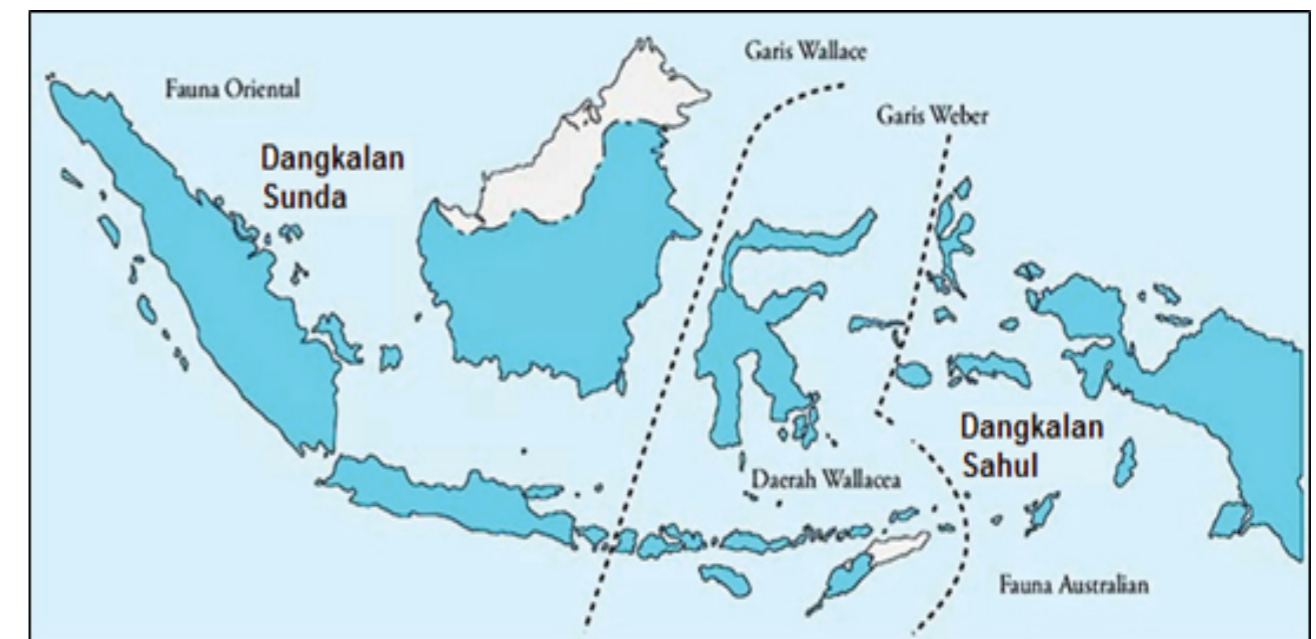 Garis Wallace
Fauna Oriental
Garis Weber
Dangkalan
Sunda
Dangkalan
Sahul
Daerah Wallacea
Fauna Australian